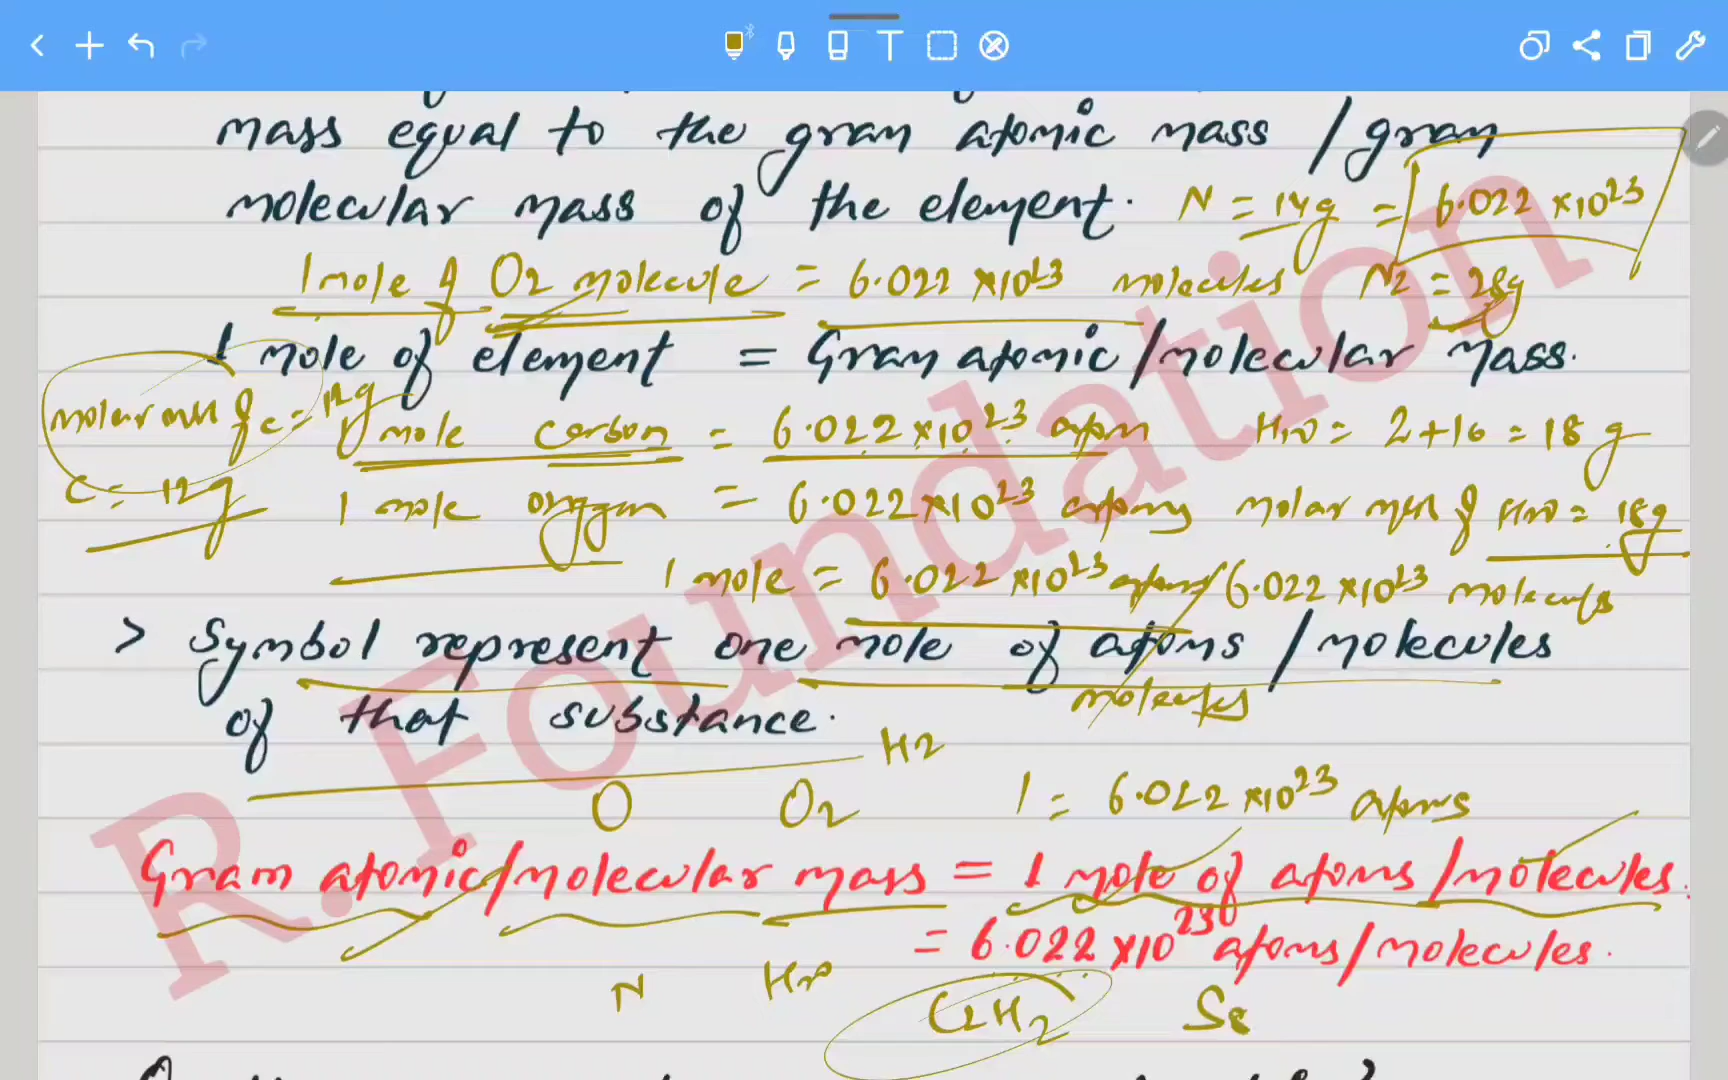 mass equal to the gram atomic mass / gram
molecular mass of the element. N = 14g = 6.022 ×10²³
1 mole of O2 molecule = 6.022 ×10²³ molecules N2 = 28g
1 mole of element = Gram atomic/molecular mass.
molar mass of C = 12g 1 mole carbon = 6.022×10²³ atom H2O = 2+16 = 18 g
C = 12g 1 mole oxygen = 6.022×10²³ atoms molar mass of H2O = 18g
1 mole = 6.022 ×10²³ atoms/6.022 ×10²³ molecules
> Symbol represent one mole of atoms / molecules
molecules
of that substance.
H2
O O2 1 = 6.022 ×10²³ atoms
Gram atomic/molecular mass = 1 mole of atoms /molecules.
= 6.022 ×10²³ atoms/molecules.
N H2O C2H2 S8
R. Foundation